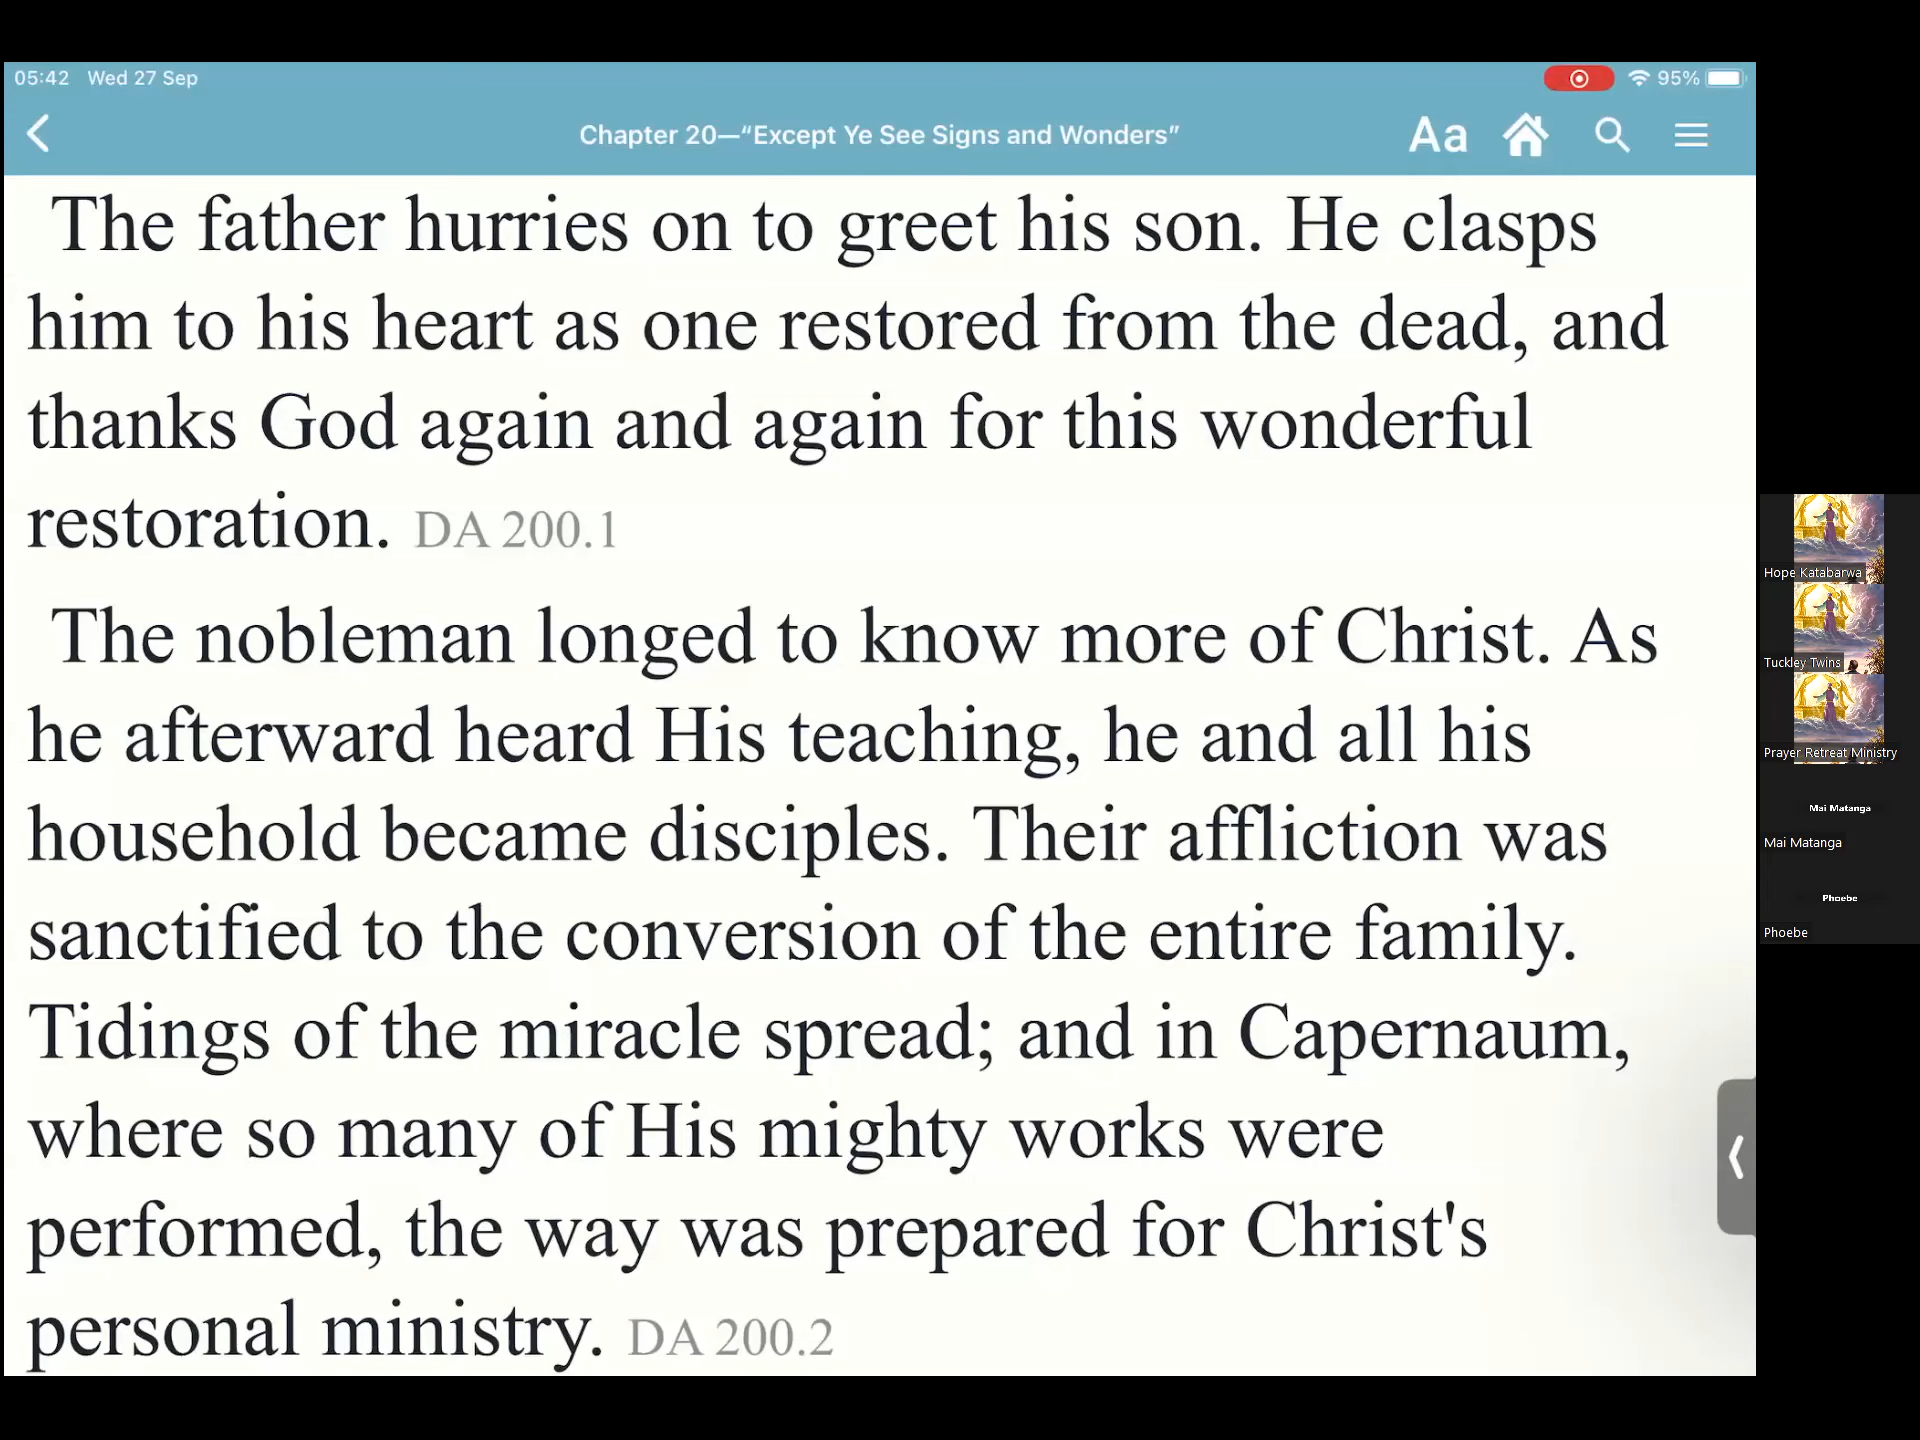 05:42 Wed 27 Sep
95%
Chapter 20—“Except Ye See Signs and Wonders”
Aa
The father hurries on to greet his son. He clasps
him to his heart as one restored from the dead, and
thanks God again and again for this wonderful
restoration. DA 200.1
The nobleman longed to know more of Christ. As
he afterward heard His teaching, he and all his
household became disciples. Their affliction was
sanctified to the conversion of the entire family.
Tidings of the miracle spread; and in Capernaum,
where so many of His mighty works were
performed, the way was prepared for Christ's
personal ministry. DA 200.2
Hope Katabarwa
Tuckley Twins
Prayer Retreat Ministry
Mai Matanga
Mai Matanga
Phoebe
Phoebe